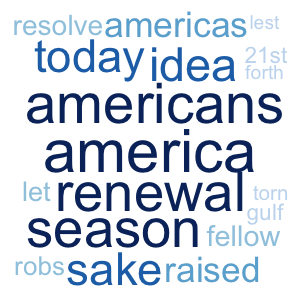 resolve americas lest
today idea 21st
forth
americans
america
let renewal torn
gulf
season fellow
robs sake raised